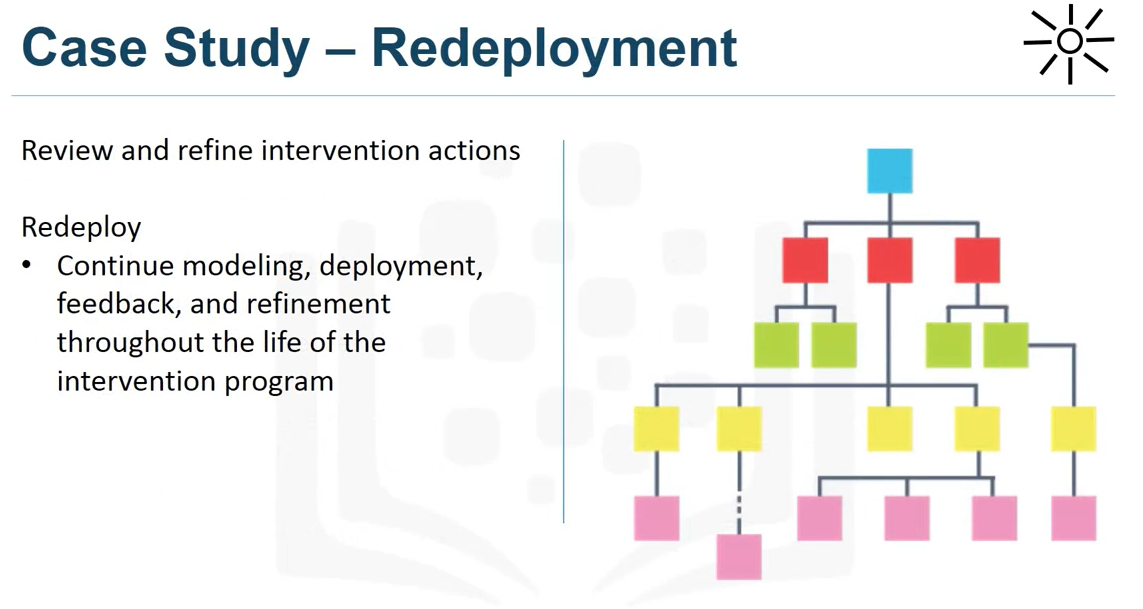 Case Study – Redeployment
Review and refine intervention actions
Redeploy
• Continue modeling, deployment,
feedback, and refinement
throughout the life of the
intervention program